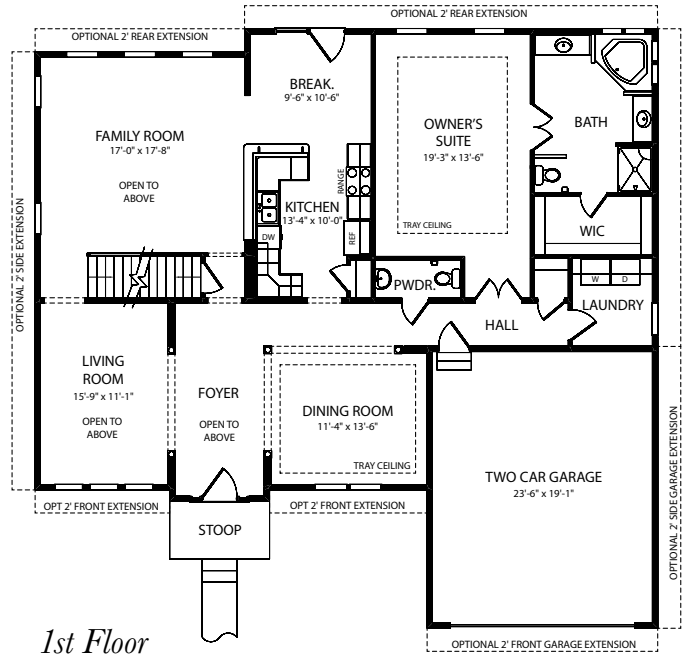 OPTIONAL 2' REAR EXTENSION
OPTIONAL 2' REAR EXTENSION
BREAK.
9'-6" x 10'-6"
FAMILY ROOM
17'-0" x 17'-8"
OPEN TO
ABOVE
OWNER'S
SUITE
19'-3" x 13'-6"
TRAY CEILING
BATH
KITCHEN
13'-4" x 10'-0"
RANGE
DW
REF
WIC
PWDR.
W D
LAUNDRY
HALL
OPTIONAL 2' SIDE EXTENSION
LIVING
ROOM
15'-9" x 11'-1"
OPEN TO
ABOVE
FOYER
OPEN TO
ABOVE
DINING ROOM
11'-4" x 13'-6"
TRAY CEILING
TWO CAR GARAGE
23'-6" x 19'-1"
OPTIONAL 2' SIDE GARAGE EXTENSION
OPT 2' FRONT EXTENSION
OPT 2' FRONT EXTENSION
STOOP
1st Floor
OPTIONAL 2' FRONT GARAGE EXTENSION